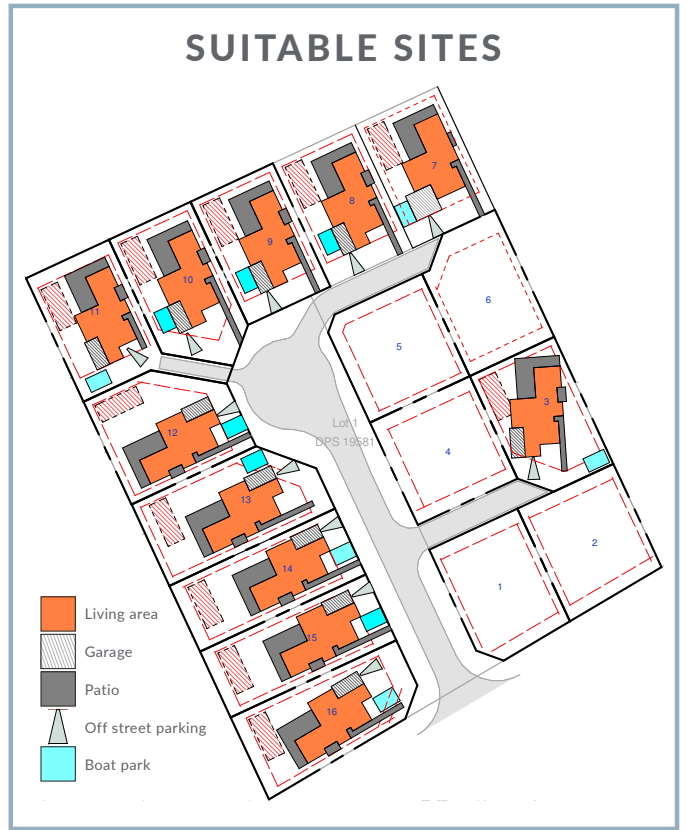 SUITABLE SITES
7
8
9
10
11
6
5
3
12
Lot 1
DPS 19581
4
13
2
14
1
15
16
Living area
Garage
Patio
Off street parking
Boat park